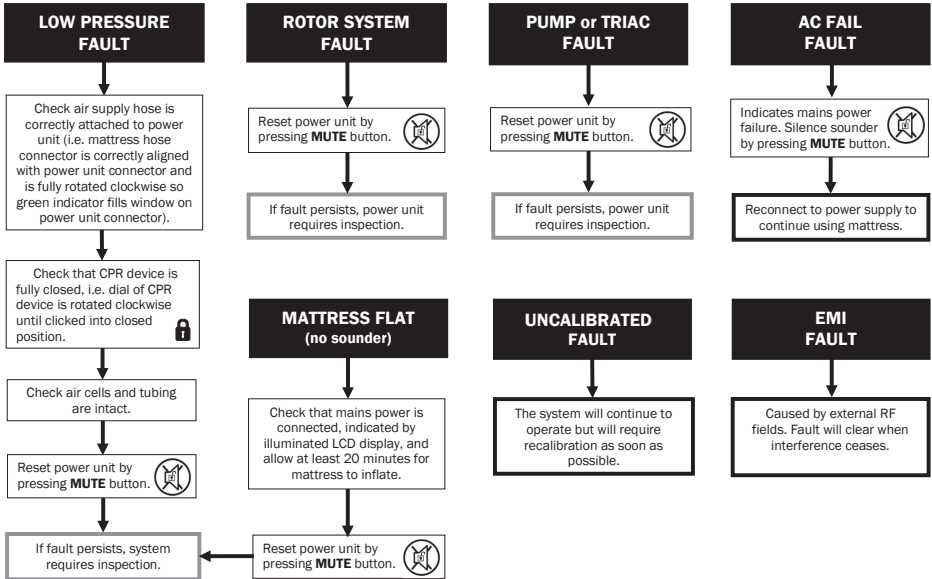 LOW PRESSURE
FAULT
Check air supply hose is
correctly attached to power
unit (i.e. mattress hose
connector is correctly aligned
with power unit connector and
is fully rotated clockwise so
green indicator fills window on
power unit connector).
Check that CPR device is
fully closed, i.e. dial of CPR
device is rotated clockwise
until clicked into closed
position.
Check air cells and tubing
are intact.
Reset power unit by
pressing MUTE button.
If fault persists, system
requires inspection.
ROTOR SYSTEM
FAULT
Reset power unit by
pressing MUTE button.
If fault persists, power unit
requires inspection.
MATTRESS FLAT
(no sounder)
Check that mains power is
connected, indicated by
illuminated LCD display, and
allow at least 20 minutes for
mattress to inflate.
Reset power unit by
pressing MUTE button.
PUMP or TRIAC
FAULT
Reset power unit by
pressing MUTE button.
If fault persists, power unit
requires inspection.
UNCALIBRATED
FAULT
The system will continue to
operate but will require
recalibration as soon as
possible.
AC FAIL
FAULT
Indicates mains power
failure. Silence sounder
by pressing MUTE button.
Reconnect to power supply to
continue using mattress.
EMI
FAULT
Caused by external RF
fields. Fault will clear when
interference ceases.